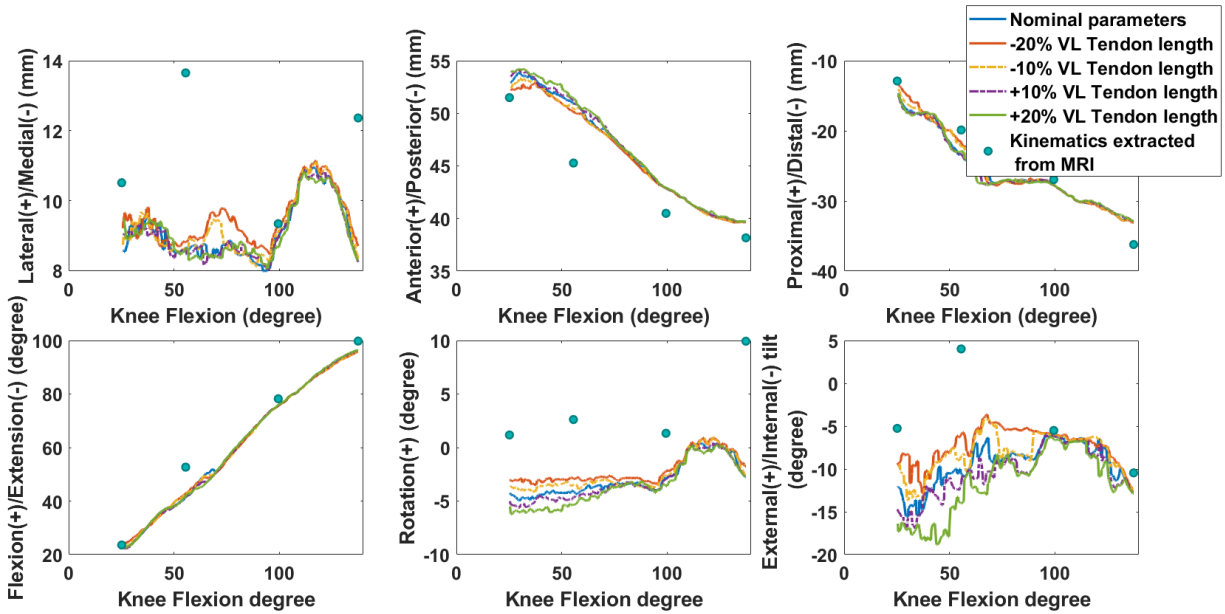 Nominal parameters
-20% VL Tendon length
-10% VL Tendon length
+10% VL Tendon length
+20% VL Tendon length
Kinematics extracted
from MRI
Lateral(+)/Medial(-) (mm)
14
12
10
8
0
50
100
Knee Flexion (degree)
Anterior(+)/Posterior(-) (mm)
55
50
45
40
35
0
50
100
Knee Flexion (degree)
Proximal(+)/Distal(-) (mm)
-10
-20
-30
-40
0
50
100
Knee Flexion (degree)
Flexion(+)/Extension(-) (degree)
100
80
60
40
20
0
50
100
Knee Flexion degree
Rotation(+) (degree)
10
5
0
-5
-10
0
50
100
Knee Flexion degree
External(+)/Internal(-) tilt
(degree)
5
0
-5
-10
-15
-20
0
50
100
Knee Flexion degree